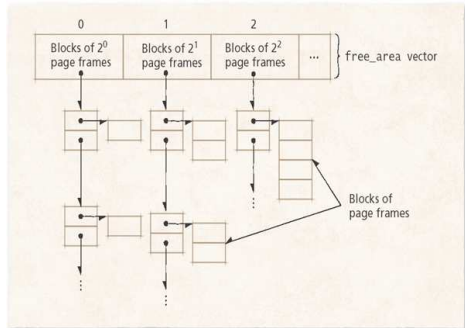 0 1 2
Blocks of 2⁰ Blocks of 2¹ Blocks of 2²
page frames page frames page frames ... free_area vector
⋮
Blocks of
page frames
⋮ ⋮